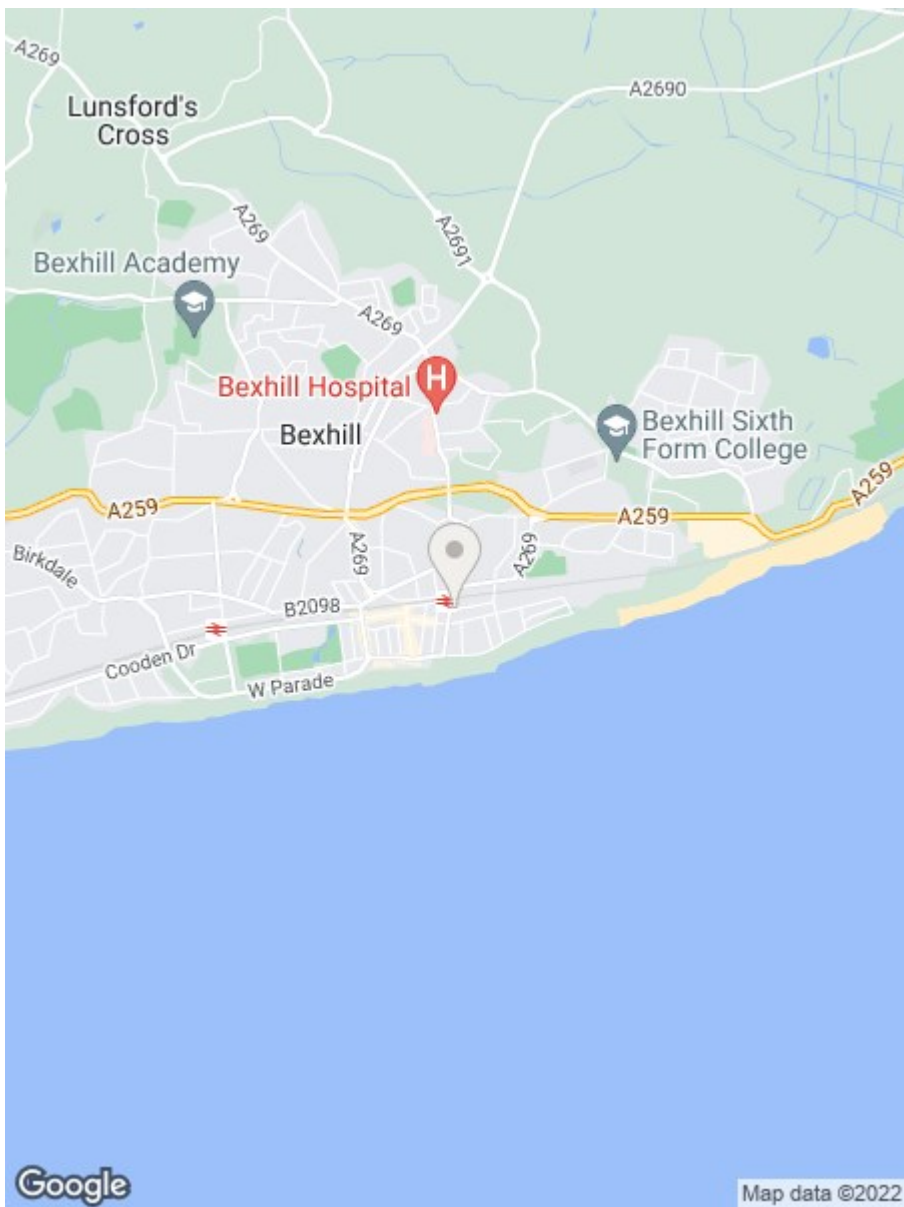 A269
A2690
Lunsford's
Cross
A269
A2691
Bexhill Academy
A269
Bexhill Hospital
H
Bexhill
Bexhill Sixth
Form College
A259
A259
A259
Birkdale
A269
A269
B2098
Cooden Dr
W Parade
Google
Map data ©2022